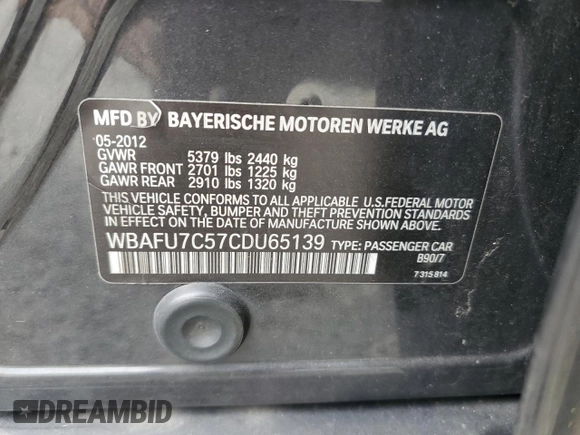 MFD BY BAYERISCHE MOTOREN WERKE AG
05-2012
GVWR 5379 lbs 2440 kg
GAWR FRONT 2701 lbs 1225 kg
GAWR REAR 2910 lbs 1320 kg
THIS VEHICLE CONFORMS TO ALL APPLICABLE U.S.FEDERAL MOTOR
VEHICLE SAFETY, BUMPER AND THEFT PREVENTION STANDARDS
IN EFFECT ON THE DATE OF MANUFACTURE SHOWN ABOVE.
WBAFU7C57CDU65139 TYPE: PASSENGER CAR
B90/7
7 315 814
DREAMBID